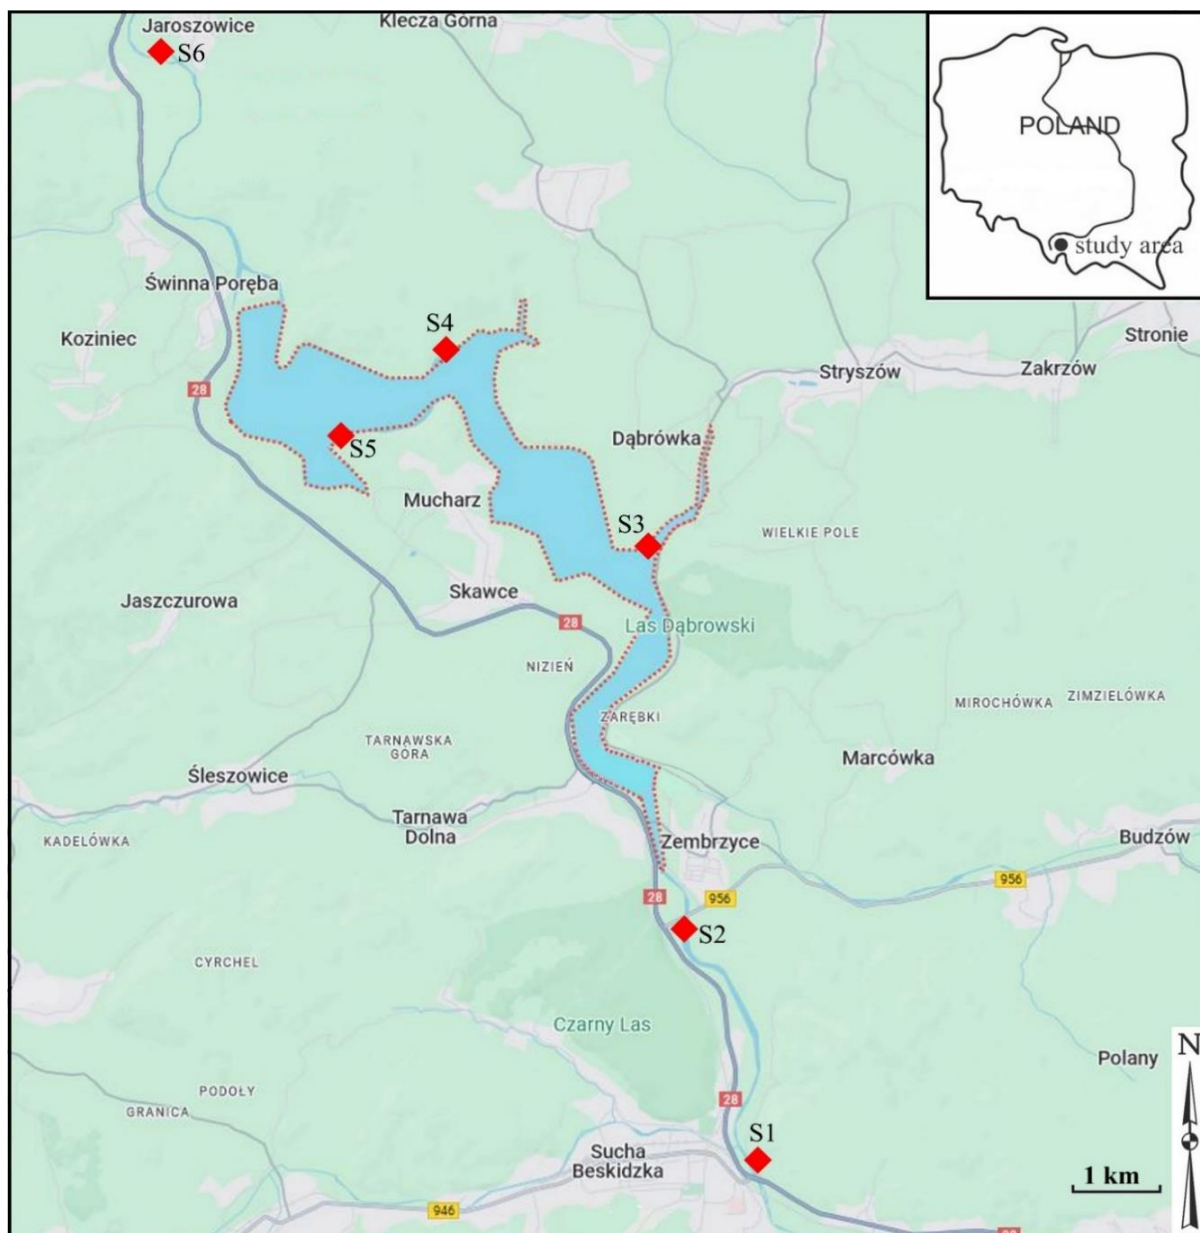 Jaroszowice
Klecza Górna
S6
POLAND
study area
Świnna Poręba
Koziniec
S4
Stronie
Stryszów
Zakrzów
28
S5
Dąbrówka
Mucharz
S3
WIELKIE POLE
Jaszczurowa
Skawce
28
Las Dąbrowski
NIZIEŃ
MIROCHÓWKA
ZIMZIELÓWKA
ZARĘBKI
TARNAWSKA
GÓRA
Marcówka
Śleszowice
Tarnawa
Dolna
KADELÓWKA
Zembrzyce
Budzów
956
28
956
S2
CYRCHEL
Czarny Las
N
Polany
PODOŁY
GRANICA
28
S1
Sucha
Beskidzka
1 km
946